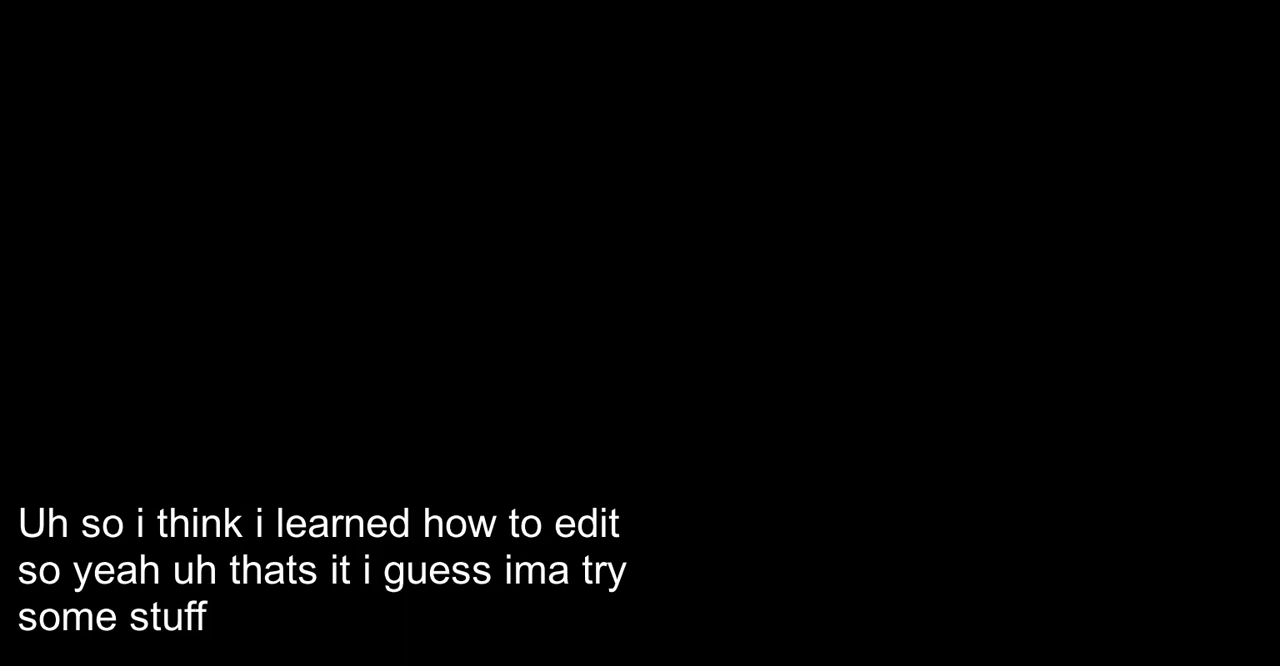 Uh so i think i learned how to edit
so yeah uh thats it i guess ima try
some stuff